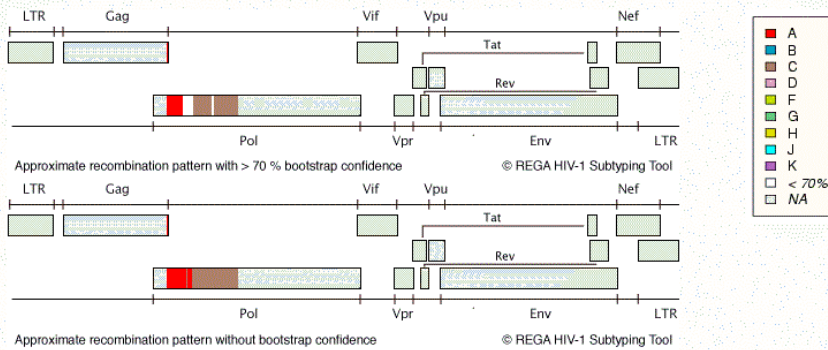 LTR Gag Vif Vpu Nef
Tat
Rev
Pol Vpr Env LTR
Approximate recombination pattern with > 70 % bootstrap confidence © REGA HIV-1 Subtyping Tool
LTR Gag Vif Vpu Nef
Tat
Rev
Pol Vpr Env LTR
Approximate recombination pattern without bootstrap confidence © REGA HIV-1 Subtyping Tool
A
B
C
D
F
G
H
J
K
< 70%
NA